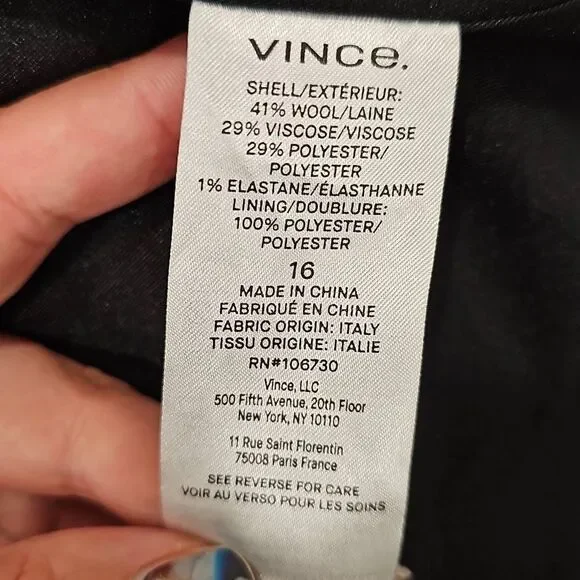 VINCe.
SHELL/EXTÉRIEUR:
41% WOOL/LAINE
29% VISCOSE/VISCOSE
29% POLYESTER/
POLYESTER
1% ELASTANE/ÉLASTHANNE
LINING/DOUBLURE:
100% POLYESTER/
POLYESTER
16
MADE IN CHINA
FABRIQUÉ EN CHINE
FABRIC ORIGIN: ITALY
TISSU ORIGINE: ITALIE
RN#106730
Vince, LLC
500 Fifth Avenue, 20th Floor
New York, NY 10110
11 Rue Saint Florentin
75008 Paris France
SEE REVERSE FOR CARE
VOIR AU VERSO POUR LES SOINS